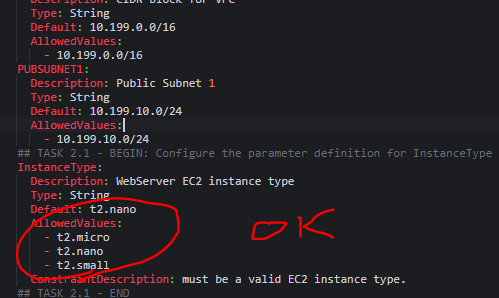 Description: CIDR Block for VPC
Type: String
Default: 10.199.0.0/16
AllowedValues:
- 10.199.0.0/16
PUBSUBNET1:
Description: Public Subnet 1
Type: String
Default: 10.199.10.0/24
AllowedValues:
- 10.199.10.0/24
## TASK 2.1 - BEGIN: Configure the parameter definition for InstanceType
InstanceType:
Description: WebServer EC2 instance type
Type: String
Default: t2.nano
AllowedValues:
- t2.micro
- t2.nano
- t2.small
OK
ConstraintDescription: must be a valid EC2 instance type.
## TASK 2.1 - END